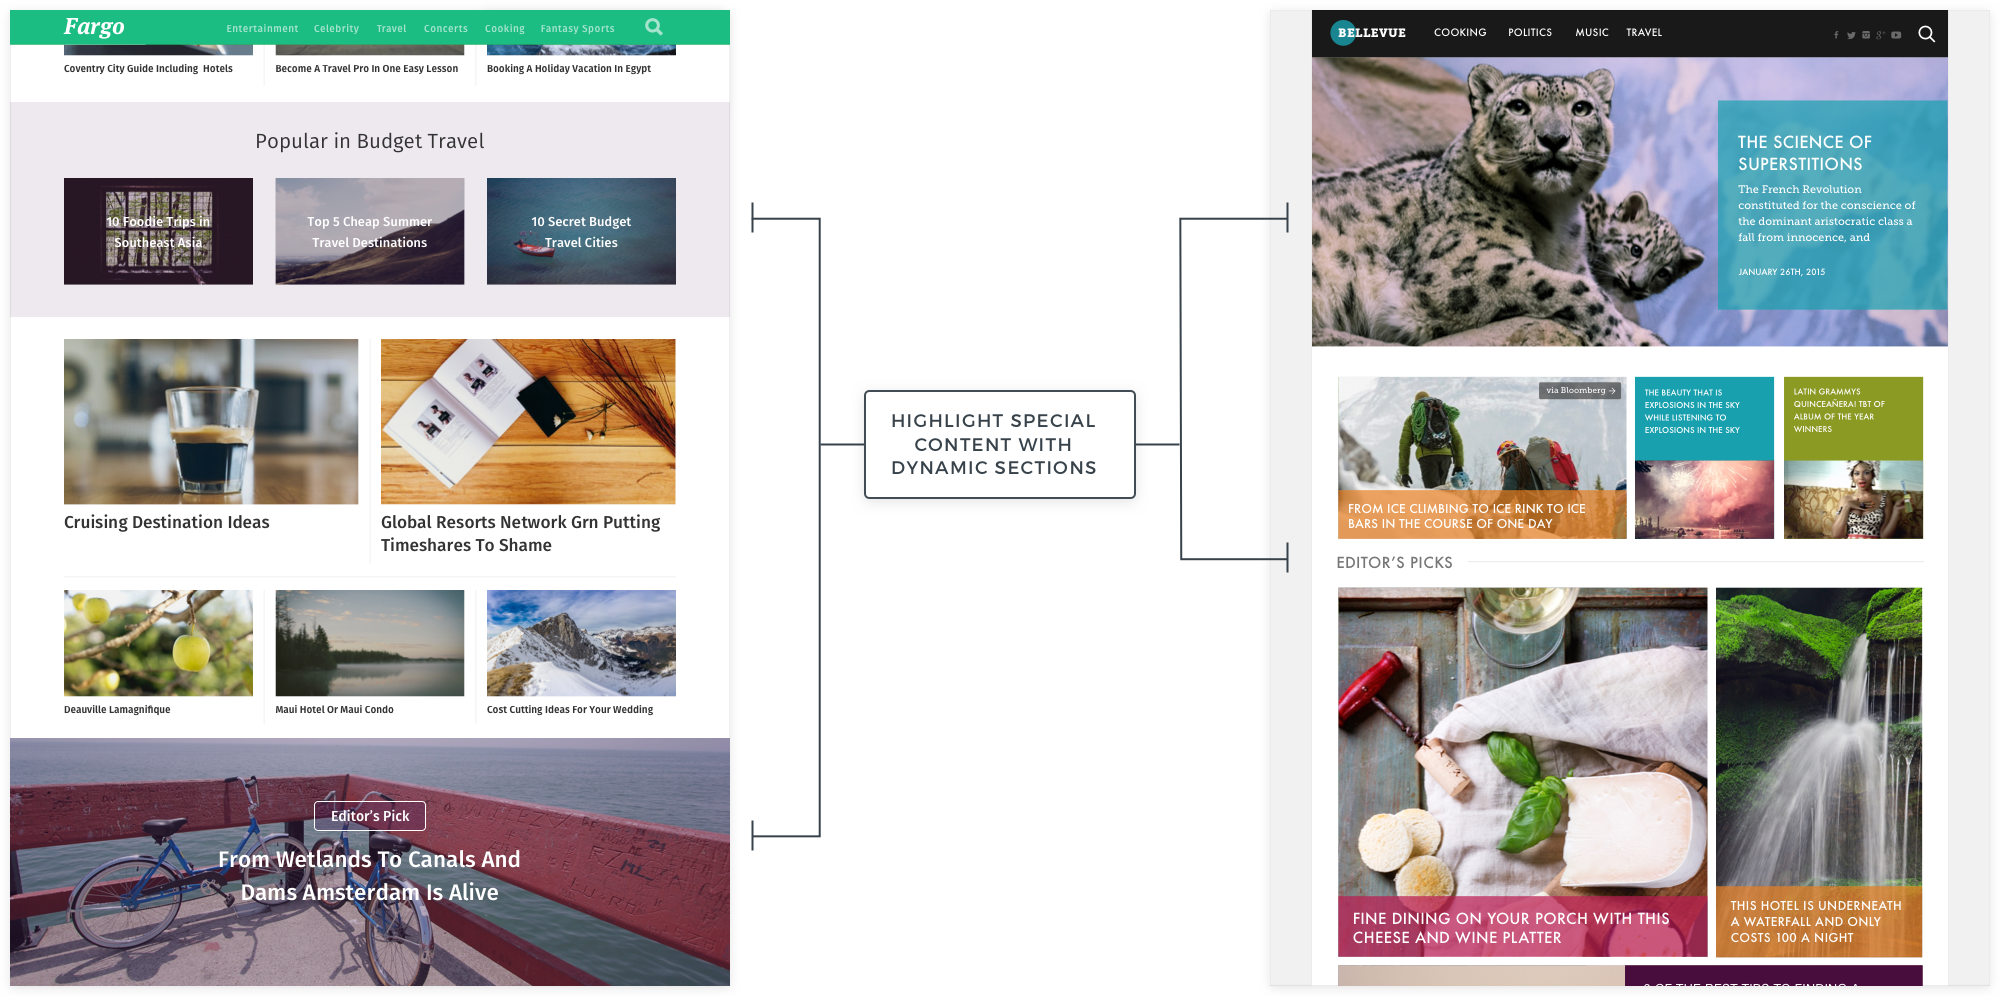 Fargo
Entertainment Celebrity Travel Concerts Cooking Fantasy Sports
Coventry City Guide Including Hotels
Become A Travel Pro In One Easy Lesson
Booking A Holiday Vacation In Egypt
Popular in Budget Travel
10 Foodie Trips in
Southeast Asia
Top 5 Cheap Summer
Travel Destinations
10 Secret Budget
Travel Cities
Cruising Destination Ideas
Global Resorts Network Grn Putting
Timeshares To Shame
Deauville Lamagnifique
Maui Hotel Or Maui Condo
Cost Cutting Ideas For Your Wedding
Editor's Pick
From Wetlands To Canals And
Dams Amsterdam Is Alive
HIGHLIGHT SPECIAL
CONTENT WITH
DYNAMIC SECTIONS
BELLEVUE
COOKING POLITICS MUSIC TRAVEL
THE SCIENCE OF
SUPERSTITIONS
The French Revolution
constituted for the conscience of
the dominant aristocratic class a
fall from innocence, and
JANUARY 26TH, 2015
via Bloomberg →
FROM ICE CLIMBING TO ICE RINK TO ICE
BARS IN THE COURSE OF ONE DAY
THE BEAUTY THAT IS
EXPLOSIONS IN THE SKY
WHILE LISTENING TO
EXPLOSIONS IN THE SKY
LATIN GRAMMYS
QUINCEAÑERA! TBT OF
ALBUM OF THE YEAR
WINNERS
EDITOR'S PICKS
FINE DINING ON YOUR PORCH WITH THIS
CHEESE AND WINE PLATTER
THIS HOTEL IS UNDERNEATH
A WATERFALL AND ONLY
COSTS 100 A NIGHT
OF THE BEST TIPS TO FINDING A